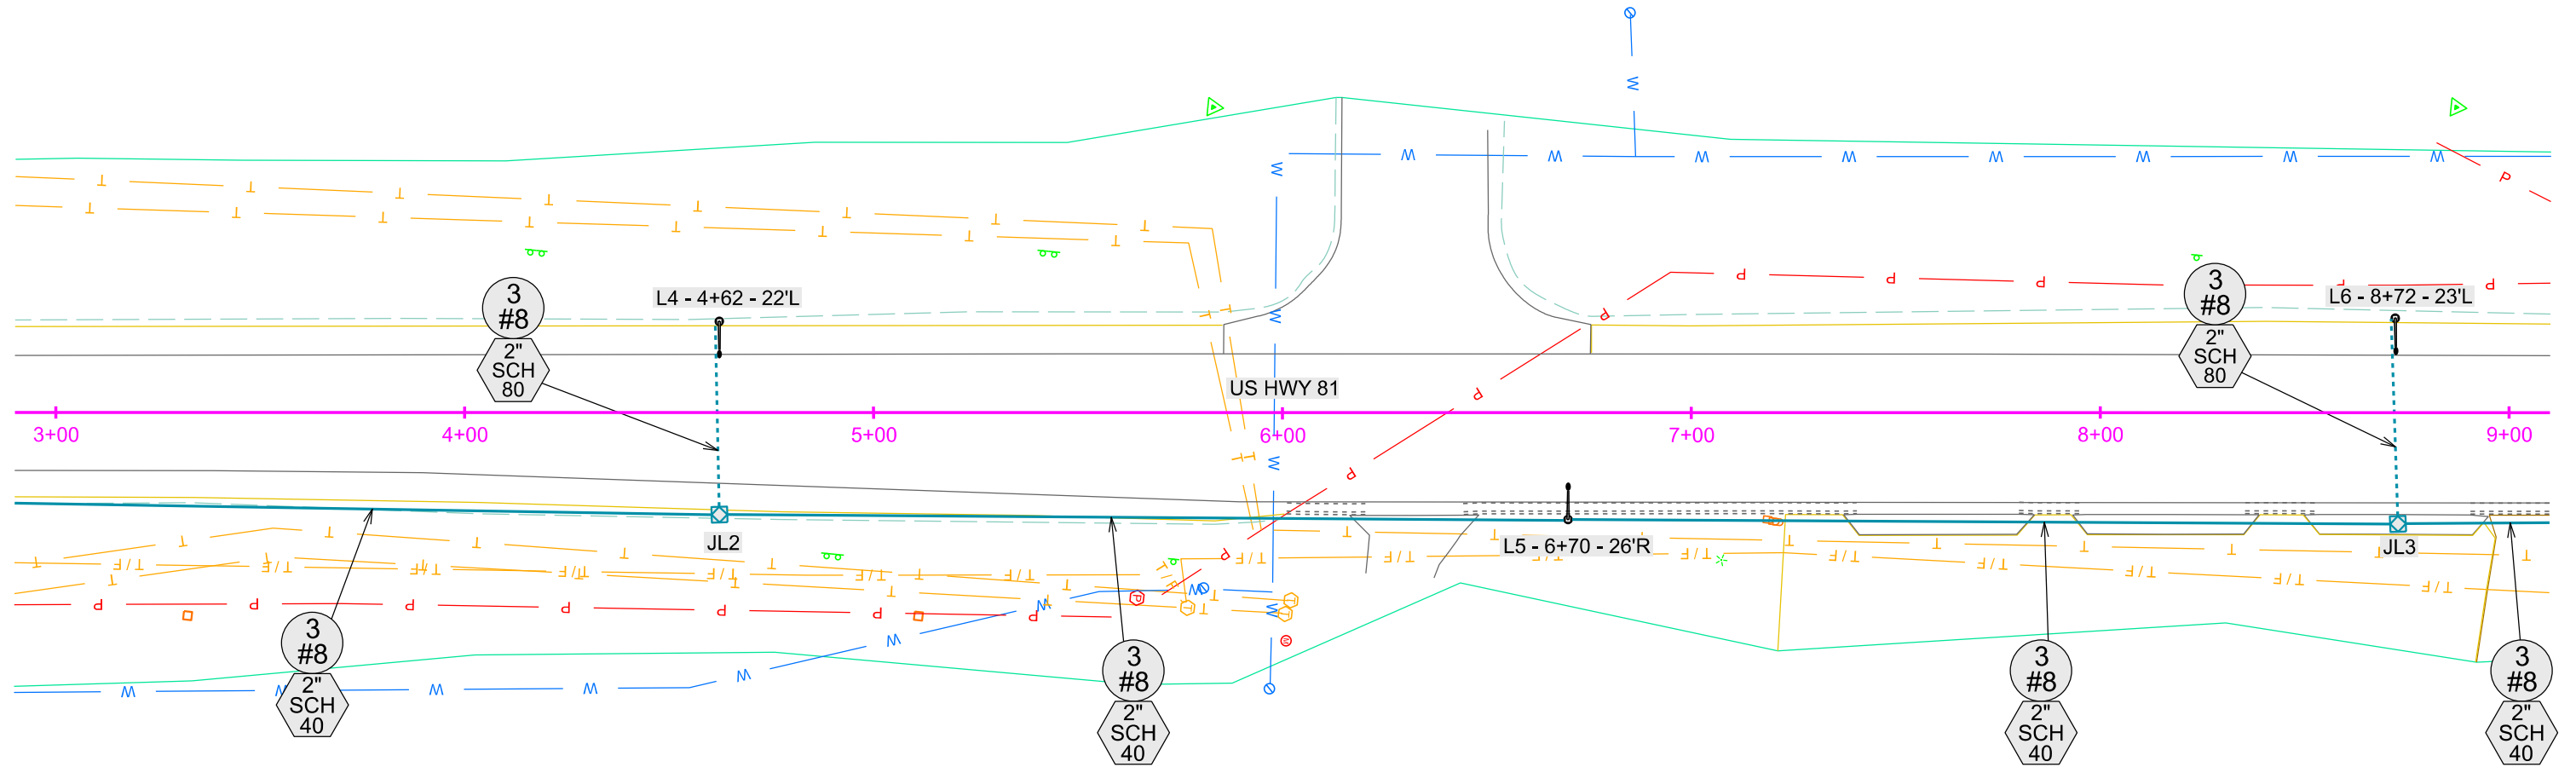 L4 - 4+62 - 22'L
L6 - 8+72 - 23'L
3
#8
2"
SCH
80
3
#8
2"
SCH
80
US HWY 81
3+00
4+00
5+00
6+00
7+00
8+00
9+00
JL2
L5 - 6+70 - 26'R
JL3
3
#8
2"
SCH
40
3
#8
2"
SCH
40
3
#8
2"
SCH
40
3
#8
2"
SCH
40
W W W W W W W W W
W
W W W W
T T T T T T T T
T T T T T T T T
P P P P P P
P P P P P
P P P P P P P
T T T T T T T T
T/F T/F T/F T/F T/F T/F
T/F T/F T/F T/F T/F T/F T/F T/F T/F
W W W W W W W W